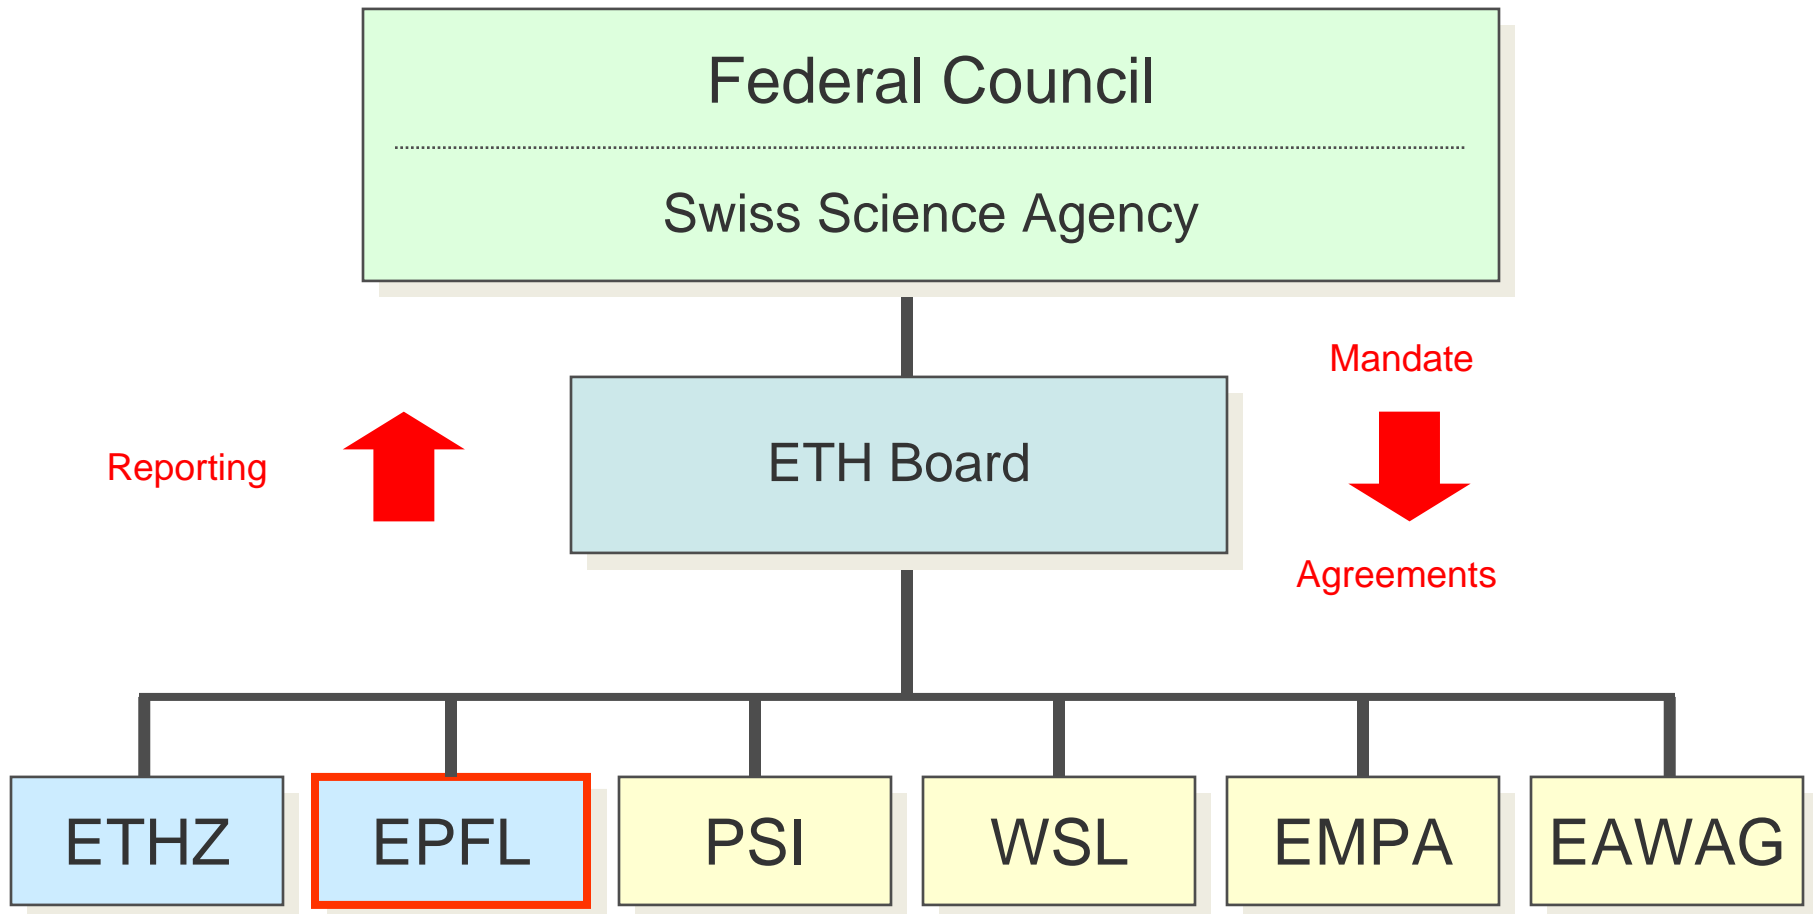 Federal Council
Swiss Science Agency
Mandate
Reporting
ETH Board
Agreements
ETHZ
EPFL
PSI
WSL
EMPA
EAWAG